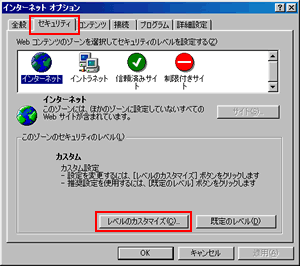 インターネット オプション
全般 セキュリティ コンテンツ 接続 プログラム 詳細設定
Web コンテンツのゾーンを選択してセキュリティのレベルを設定する(Z)
インターネット イントラネット 信頼済みサイト 制限付きサイト
インターネット
このゾーンには、ほかのゾーンに設定していないすべての
Web サイトが含まれています。
サイト(S)...
このゾーンのセキュリティのレベル(L)
カスタム
カスタム設定
- 設定を変更するには、[レベルのカスタマイズ] ボタンをクリックします
- 推奨設定を使用するには、[既定のレベル] ボタンをクリックします
レベルのカスタマイズ(C)... 既定のレベル(D)
OK キャンセル 適用(A)